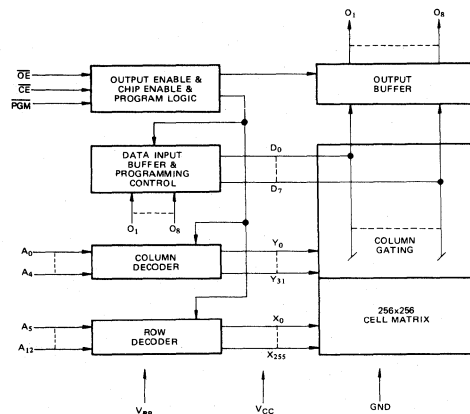 O1 O8
OE
CE
PGM
OUTPUT ENABLE &
CHIP ENABLE &
PROGRAM LOGIC
OUTPUT
BUFFER
DATA INPUT
BUFFER &
PROGRAMMING
CONTROL
D0
D7
O1 O8
COLUMN
GATING
A0
A4
COLUMN
DECODER
Y0
Y31
A5
A12
ROW
DECODER
X0
X255
256x256
CELL MATRIX
VPP VCC GND